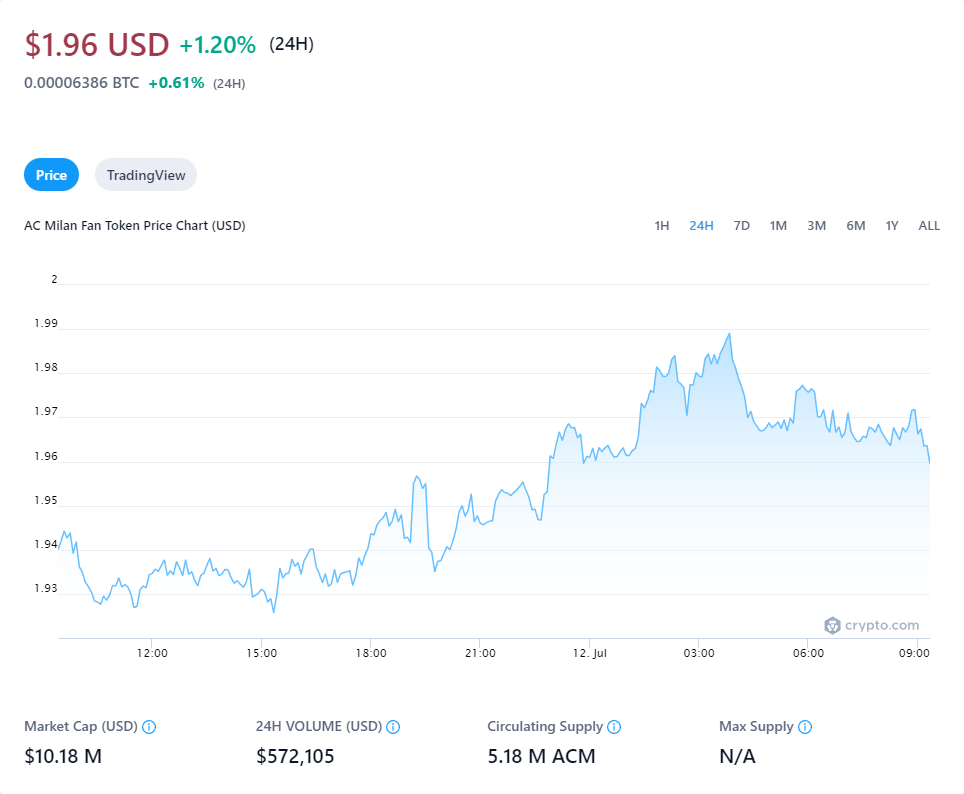 $1.96 USD +1.20% (24H)
0.00006386 BTC +0.61% (24H)
Price TradingView
AC Milan Fan Token Price Chart (USD) 1H 24H 7D 1M 3M 6M 1Y ALL
2
1.99
1.98
1.97
1.96
1.95
1.94
1.93
crypto.com
12:00 15:00 18:00 21:00 12. Jul 03:00 06:00 09:00
Market Cap (USD) 24H VOLUME (USD) Circulating Supply Max Supply
$10.18 M $572,105 5.18 M ACM N/A